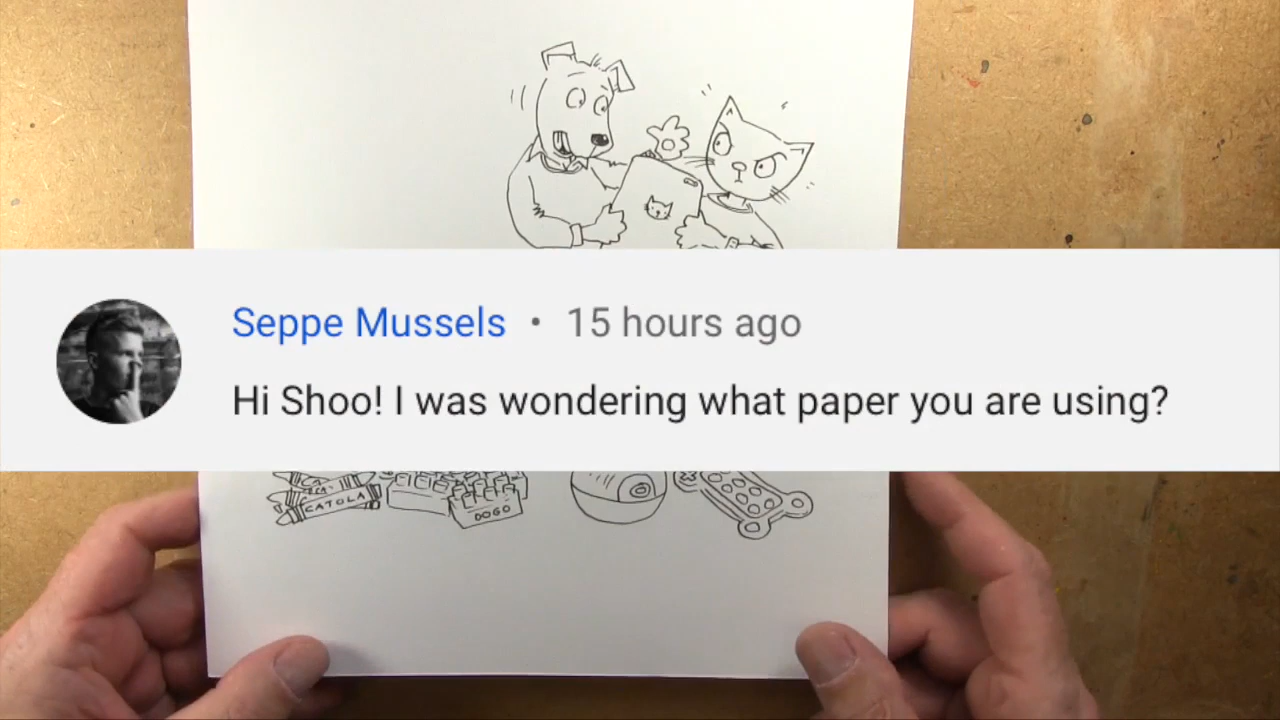 Seppe Mussels • 15 hours ago
Hi Shoo! I was wondering what paper you are using?
CATOLA
DOGO